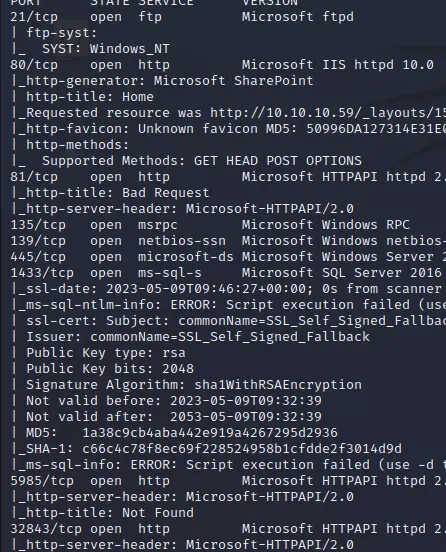 PORT STATE SERVICE VERSION
21/tcp open ftp Microsoft ftpd
| ftp-syst:
|_ SYST: Windows_NT
80/tcp open http Microsoft IIS httpd 10.0
|_http-generator: Microsoft SharePoint
| http-title: Home
|_Requested resource was http://10.10.10.59/_layouts/15
|_http-favicon: Unknown favicon MD5: 50996DA127314E31E0
| http-methods:
|_ Supported Methods: GET HEAD POST OPTIONS
81/tcp open http Microsoft HTTPAPI httpd 2.
|_http-title: Bad Request
|_http-server-header: Microsoft-HTTPAPI/2.0
135/tcp open msrpc Microsoft Windows RPC
139/tcp open netbios-ssn Microsoft Windows netbios-
445/tcp open microsoft-ds Microsoft Windows Server 2
1433/tcp open ms-sql-s Microsoft SQL Server 2016
|_ssl-date: 2023-05-09T09:46:27+00:00; 0s from scanner
|_ms-sql-ntlm-info: ERROR: Script execution failed (use
| ssl-cert: Subject: commonName=SSL_Self_Signed_Fallbac
| Issuer: commonName=SSL_Self_Signed_Fallback
| Public Key type: rsa
| Public Key bits: 2048
| Signature Algorithm: sha1WithRSAEncryption
| Not valid before: 2023-05-09T09:32:39
| Not valid after: 2053-05-09T09:32:39
| MD5: 1a38c9cb4aba442e919a4267295d2936
|_SHA-1: c66c4c78f8ec69f228524958b1cfdde2f3014d9d
|_ms-sql-info: ERROR: Script execution failed (use -d t
5985/tcp open http Microsoft HTTPAPI httpd 2.
|_http-server-header: Microsoft-HTTPAPI/2.0
|_http-title: Not Found
32843/tcp open http Microsoft HTTPAPI httpd 2.
|_http-server-header: Microsoft-HTTPAPI/2.0